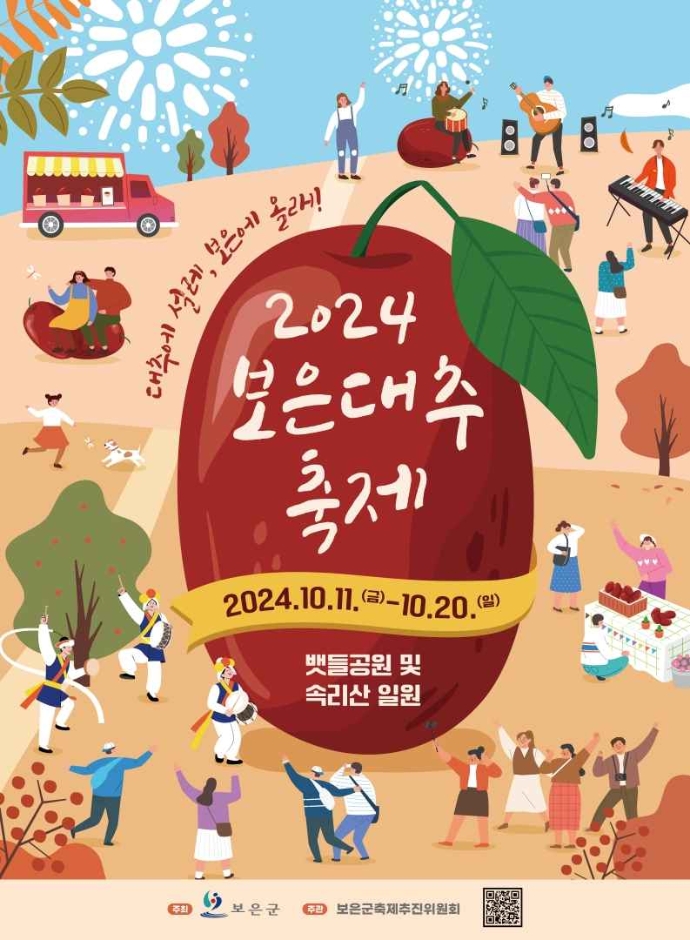 대추에 설레, 보은에 올래!
2024
보은대추
축제
2024.10.11.(금)-10.20.(일)
뱃들공원 및
속리산 일원
주최 보은군 주관 보은군축제추진위원회